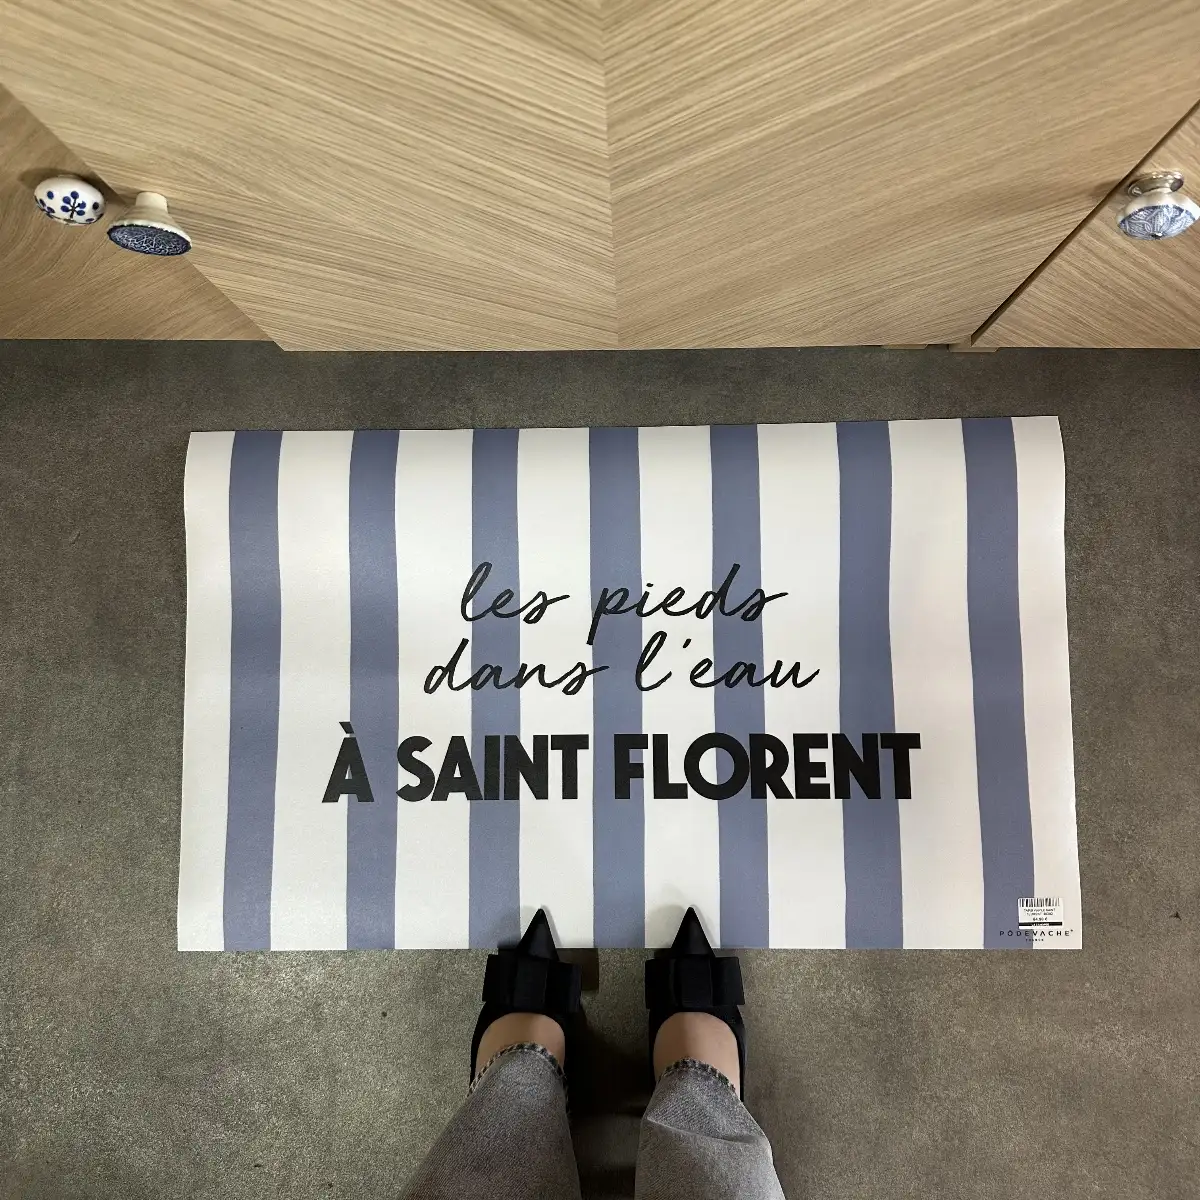 les pieds
dans l'eau
À SAINT FLORENT
PÔDEVACHE